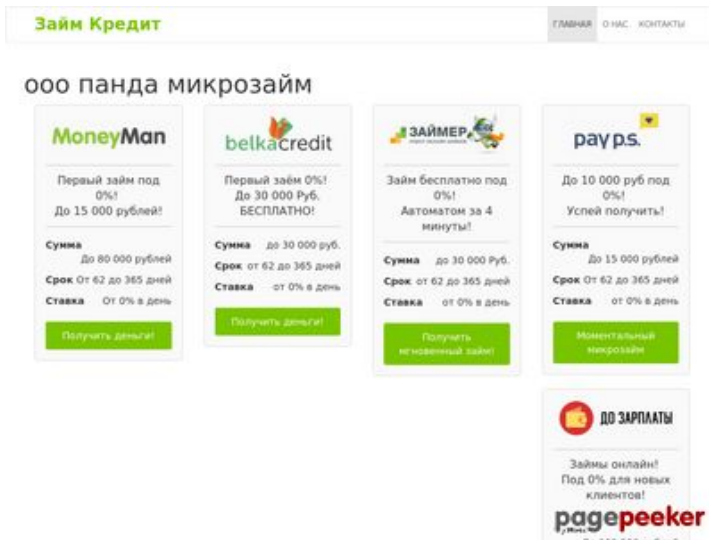 Займ Кредит
ГЛАВНАЯ О НАС КОНТАКТЫ
ооо панда микрозайм
MoneyMan
Первый займ под
0%!
До 15 000 рублей!
Сумма
До 80 000 рублей
Срок От 62 до 365 дней
Ставка От 0% в день
Получить деньги!
belkacredit
Первый заём 0%!
До 30 000 Руб.
БЕСПЛАТНО!
Сумма до 30 000 руб.
Срок от 62 до 365 дней
Ставка от 0% в день
Получить деньги!
ЗАЙМЕР
Займ бесплатно под
0%!
Автоматом за 4
минуты!
Сумма до 30 000 Руб.
Срок от 62 до 365 дней
Ставка от 0% в день
Получить
мгновенный займ!
pay p.s.
До 10 000 руб под
0%!
Успей получить!
Сумма
До 15 000 рублей
Срок От 62 до 365 дней
Ставка От 0% в день
Моментальный
микрозайм
ДО ЗАРПЛАТЫ
Займы онлайн!
Под 0% для новых
клиентов!
pagepeeker